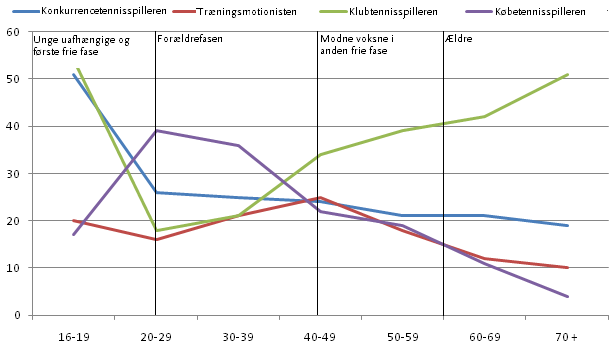 Konkurrencetennisspilleren Træningsmotionisten Klubtennisspilleren Købetennisspilleren
60
Unge uafhængige og
første frie fase
Forældrefasen
Modne voksne i
anden frie fase
Ældre
50
40
30
20
10
0
16-19 20-29 30-39 40-49 50-59 60-69 70+